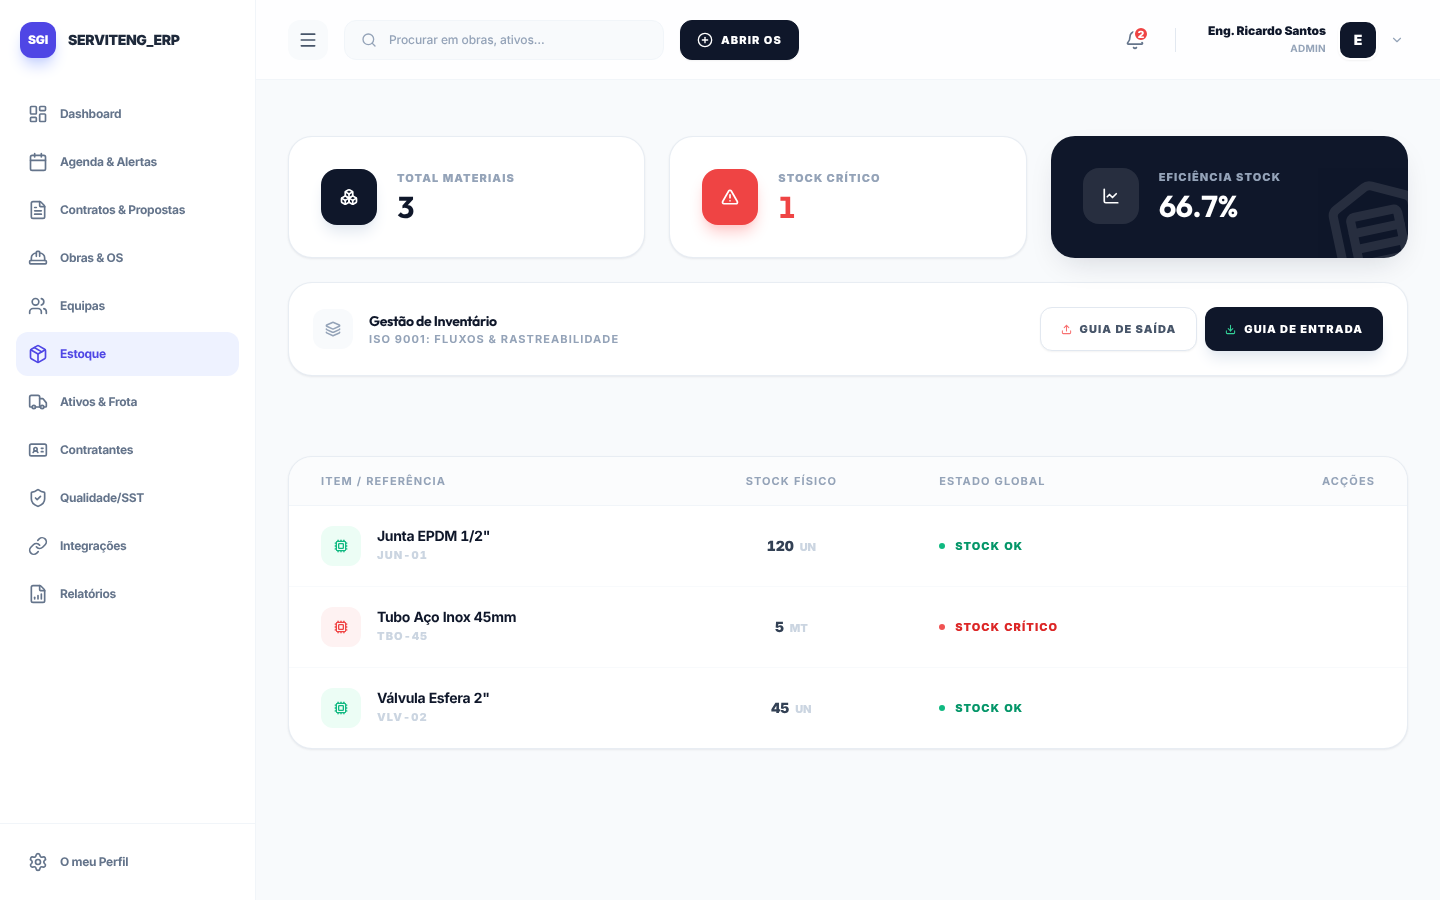 SGI SERVITENG_ERP
Procurar em obras, ativos...
ABRIR OS
2
Eng. Ricardo Santos
ADMIN
E
Dashboard
Agenda & Alertas
Contratos & Propostas
Obras & OS
Equipas
Estoque
Ativos & Frota
Contratantes
Qualidade/SST
Integrações
Relatórios
O meu Perfil
TOTAL MATERIAIS
3
STOCK CRÍTICO
1
EFICIÊNCIA STOCK
66.7%
Gestão de Inventário
ISO 9001: FLUXOS & RASTREABILIDADE
GUIA DE SAÍDA
GUIA DE ENTRADA
ITEM / REFERÊNCIA STOCK FÍSICO ESTADO GLOBAL ACÇÕES
Junta EPDM 1/2"
JUN-01
120 UN
STOCK OK
Tubo Aço Inox 45mm
TBO-45
5 MT
STOCK CRÍTICO
Válvula Esfera 2"
VLV-02
45 UN
STOCK OK